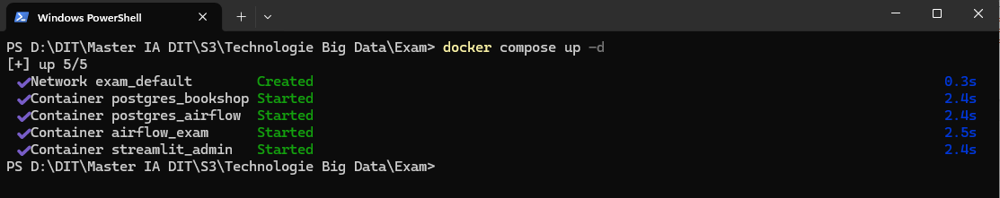 Windows PowerShell
PS D:\DIT\Master IA DIT\S3\Technologie Big Data\Exam> docker compose up -d
[+] up 5/5
✔Network exam_default Created 0.3s
✔Container postgres_bookshop Started 2.4s
✔Container postgres_airflow Started 2.4s
✔Container airflow_exam Started 2.5s
✔Container streamlit_admin Started 2.4s
PS D:\DIT\Master IA DIT\S3\Technologie Big Data\Exam>